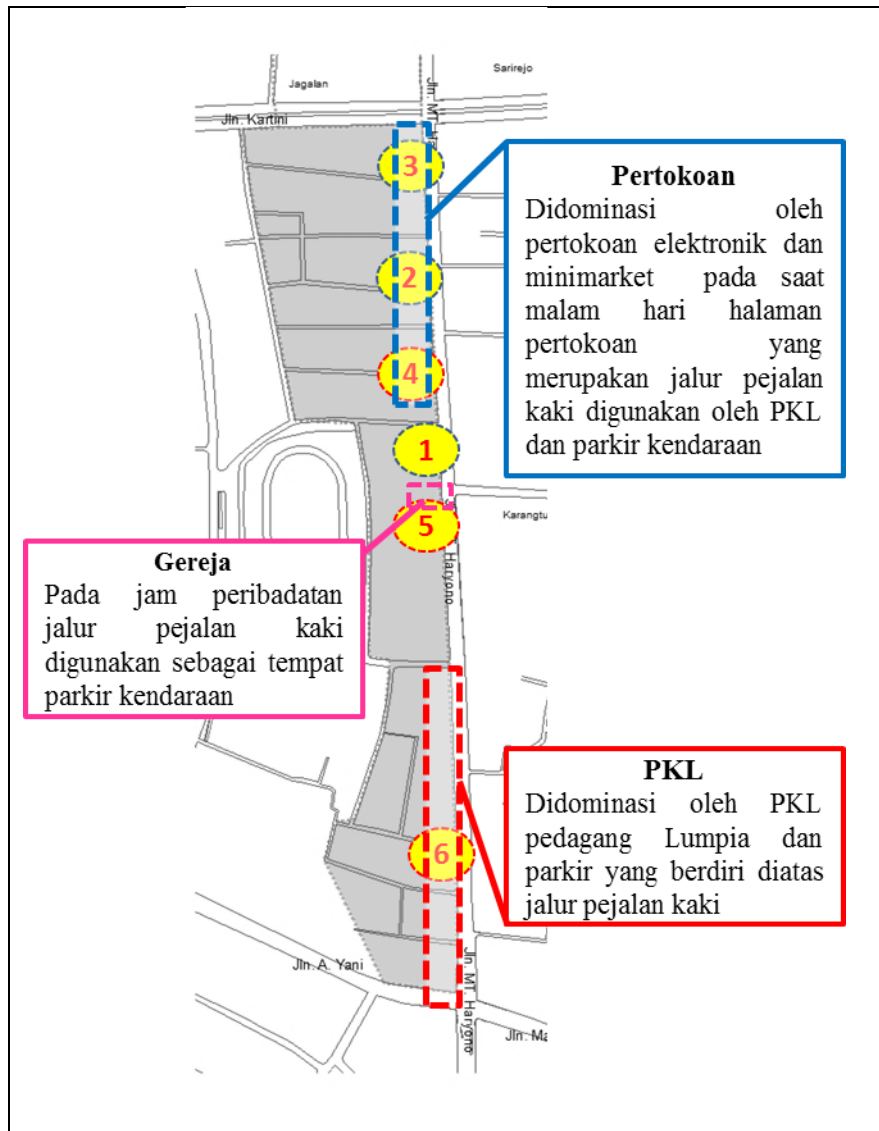 Sarirejo
Jagalan
Jln. MT. Ha
Jln. Kartini
3
2
4
1
5
6
Pertokoan
Didominasi oleh
pertokoan elektronik dan
minimarket pada saat
malam hari halaman
pertokoan yang
merupakan jalur pejalan
kaki digunakan oleh PKL
dan parkir kendaraan
Karangtu
Haryono
Gereja
Pada jam peribadatan
jalur pejalan kaki
digunakan sebagai tempat
parkir kendaraan
PKL
Didominasi oleh PKL
pedagang Lumpia dan
parkir yang berdiri diatas
jalur pejalan kaki
Jln. A. Yani
Jln. MT. Haryono
Jln. Ma